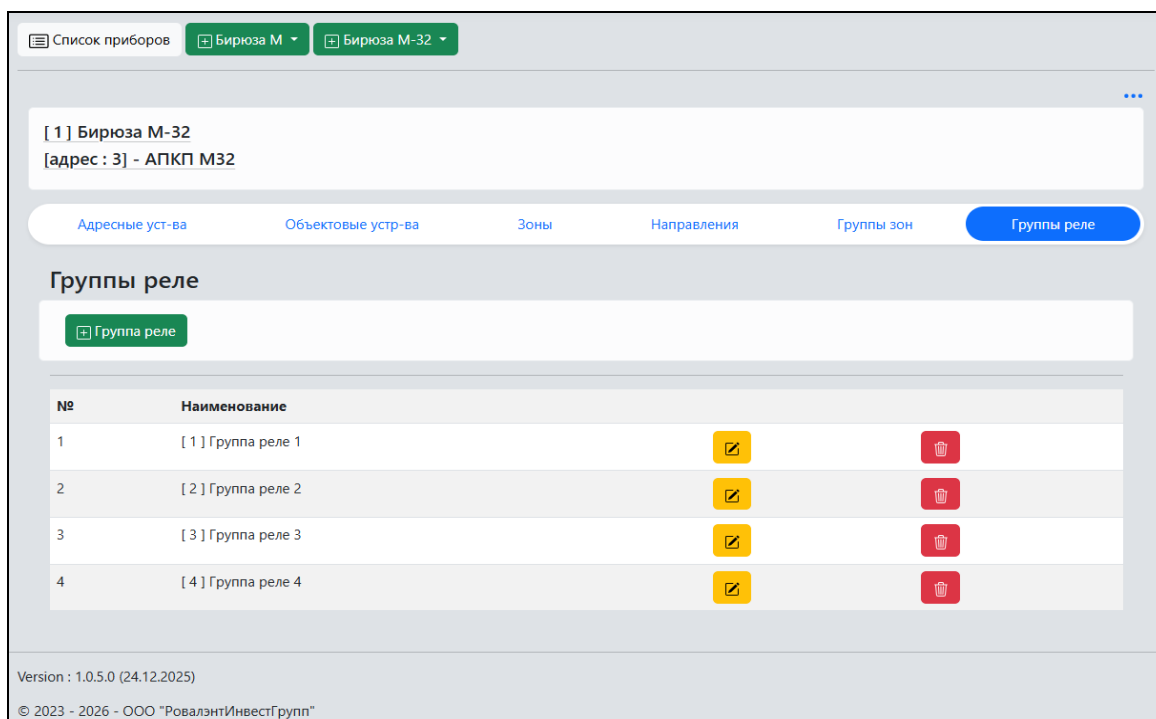 Список приборов Бирюза М Бирюза М-32
[ 1 ] Бирюза М-32
[адрес : 3] - АПКП М32
Адресные уст-ва Объектовые устр-ва Зоны Направления Группы зон Группы реле
Группы реле
Группа реле
№ Наименование
1 [ 1 ] Группа реле 1
2 [ 2 ] Группа реле 2
3 [ 3 ] Группа реле 3
4 [ 4 ] Группа реле 4
Version : 1.0.5.0 (24.12.2025)
© 2023 - 2026 - ООО "РовалэнтИнвестГрупп"